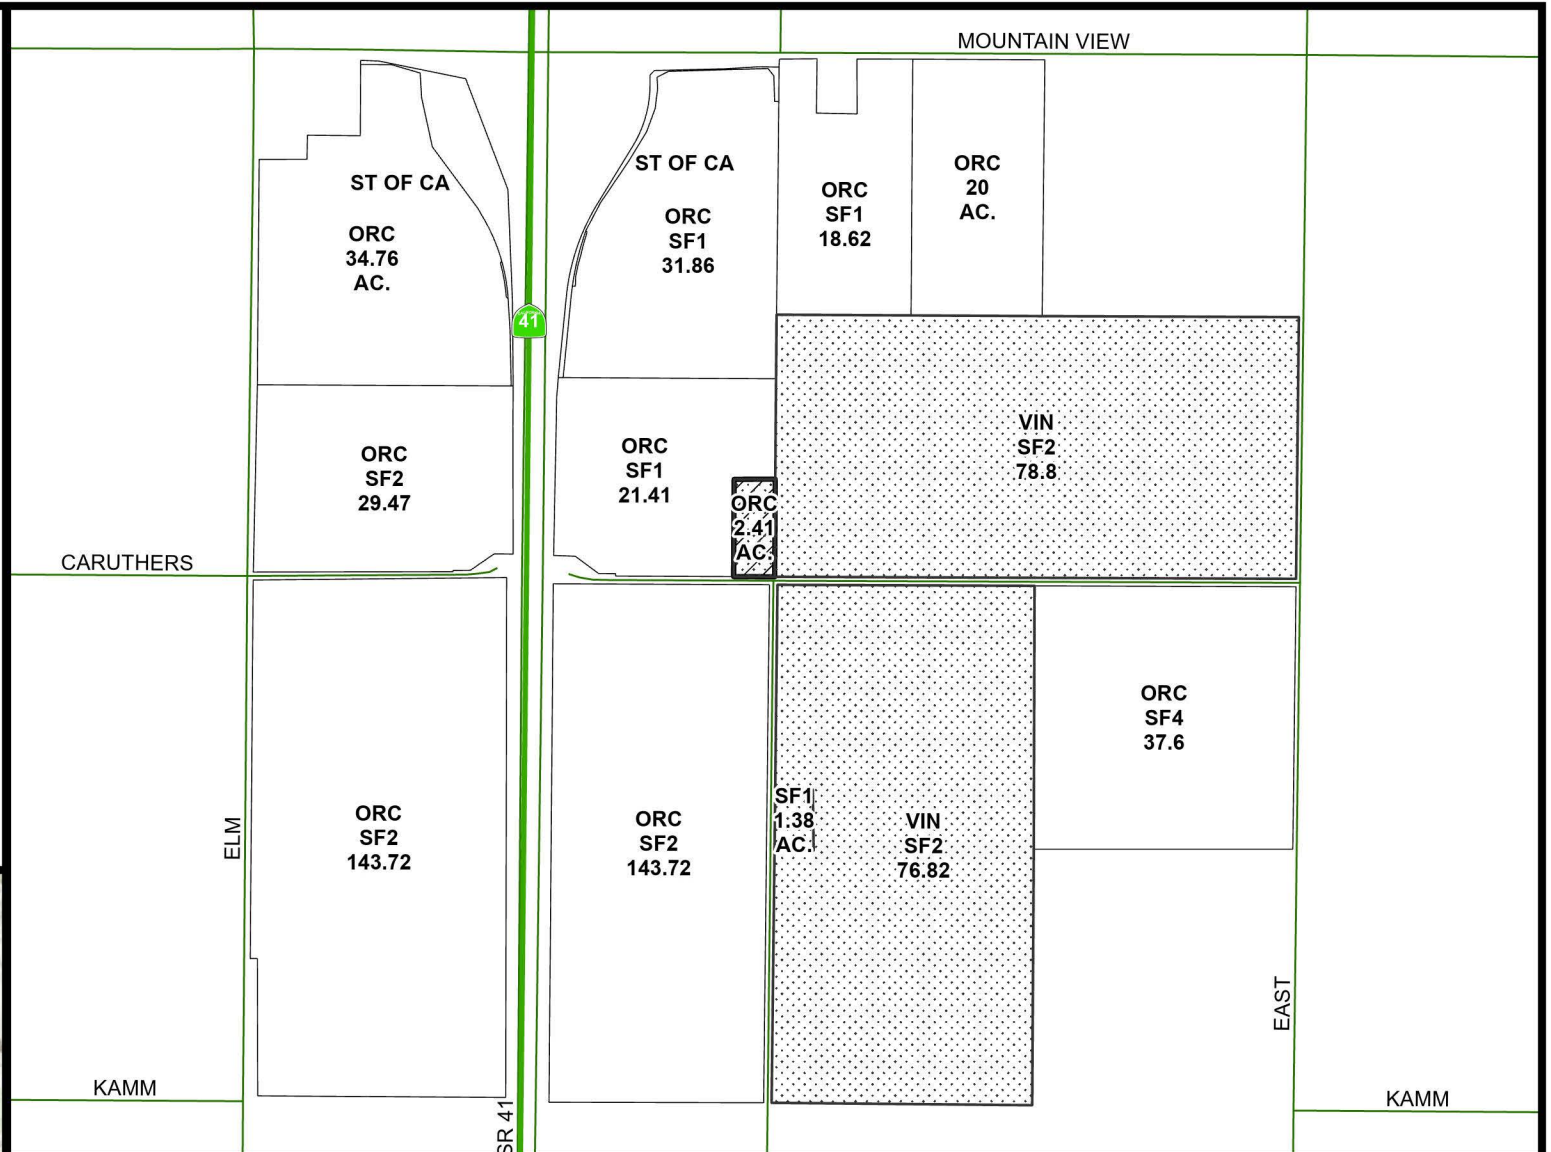 MOUNTAIN VIEW
ST OF CA
ORC
34.76
AC.
ST OF CA
ORC
SF1
31.86
ORC
SF1
18.62
ORC
20
AC.
41
ORC
SF2
29.47
ORC
SF1
21.41
ORC
2.41
AC.
VIN
SF2
78.8
CARUTHERS
ELM
ORC
SF2
143.72
ORC
SF2
143.72
SF1
1.38
AC.
VIN
SF2
76.82
ORC
SF4
37.6
EAST
KAMM
SR 41
KAMM